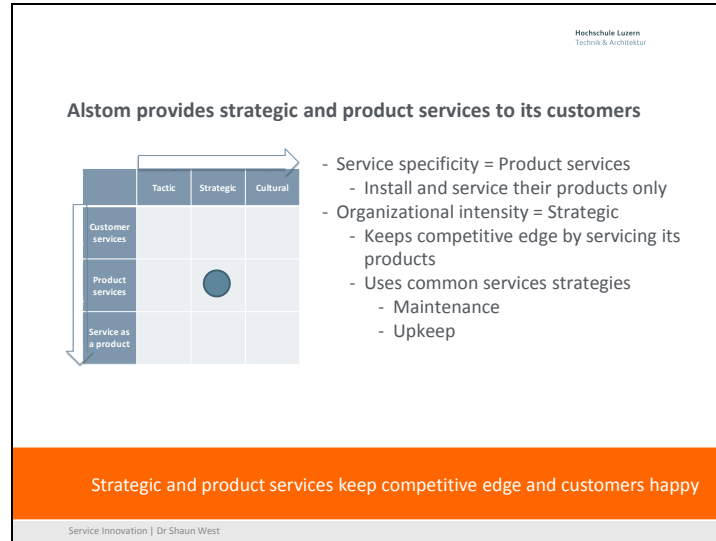 Hochschule Luzern
Technik & Architektur
Alstom provides strategic and product services to its customers
Tactic Strategic Cultural
Customer
services
Product
services
Service as
a product
- Service specificity = Product services
- Install and service their products only
- Organizational intensity = Strategic
- Keeps competitive edge by servicing its
products
- Uses common services strategies
- Maintenance
- Upkeep
Strategic and product services keep competitive edge and customers happy
Service Innovation | Dr Shaun West